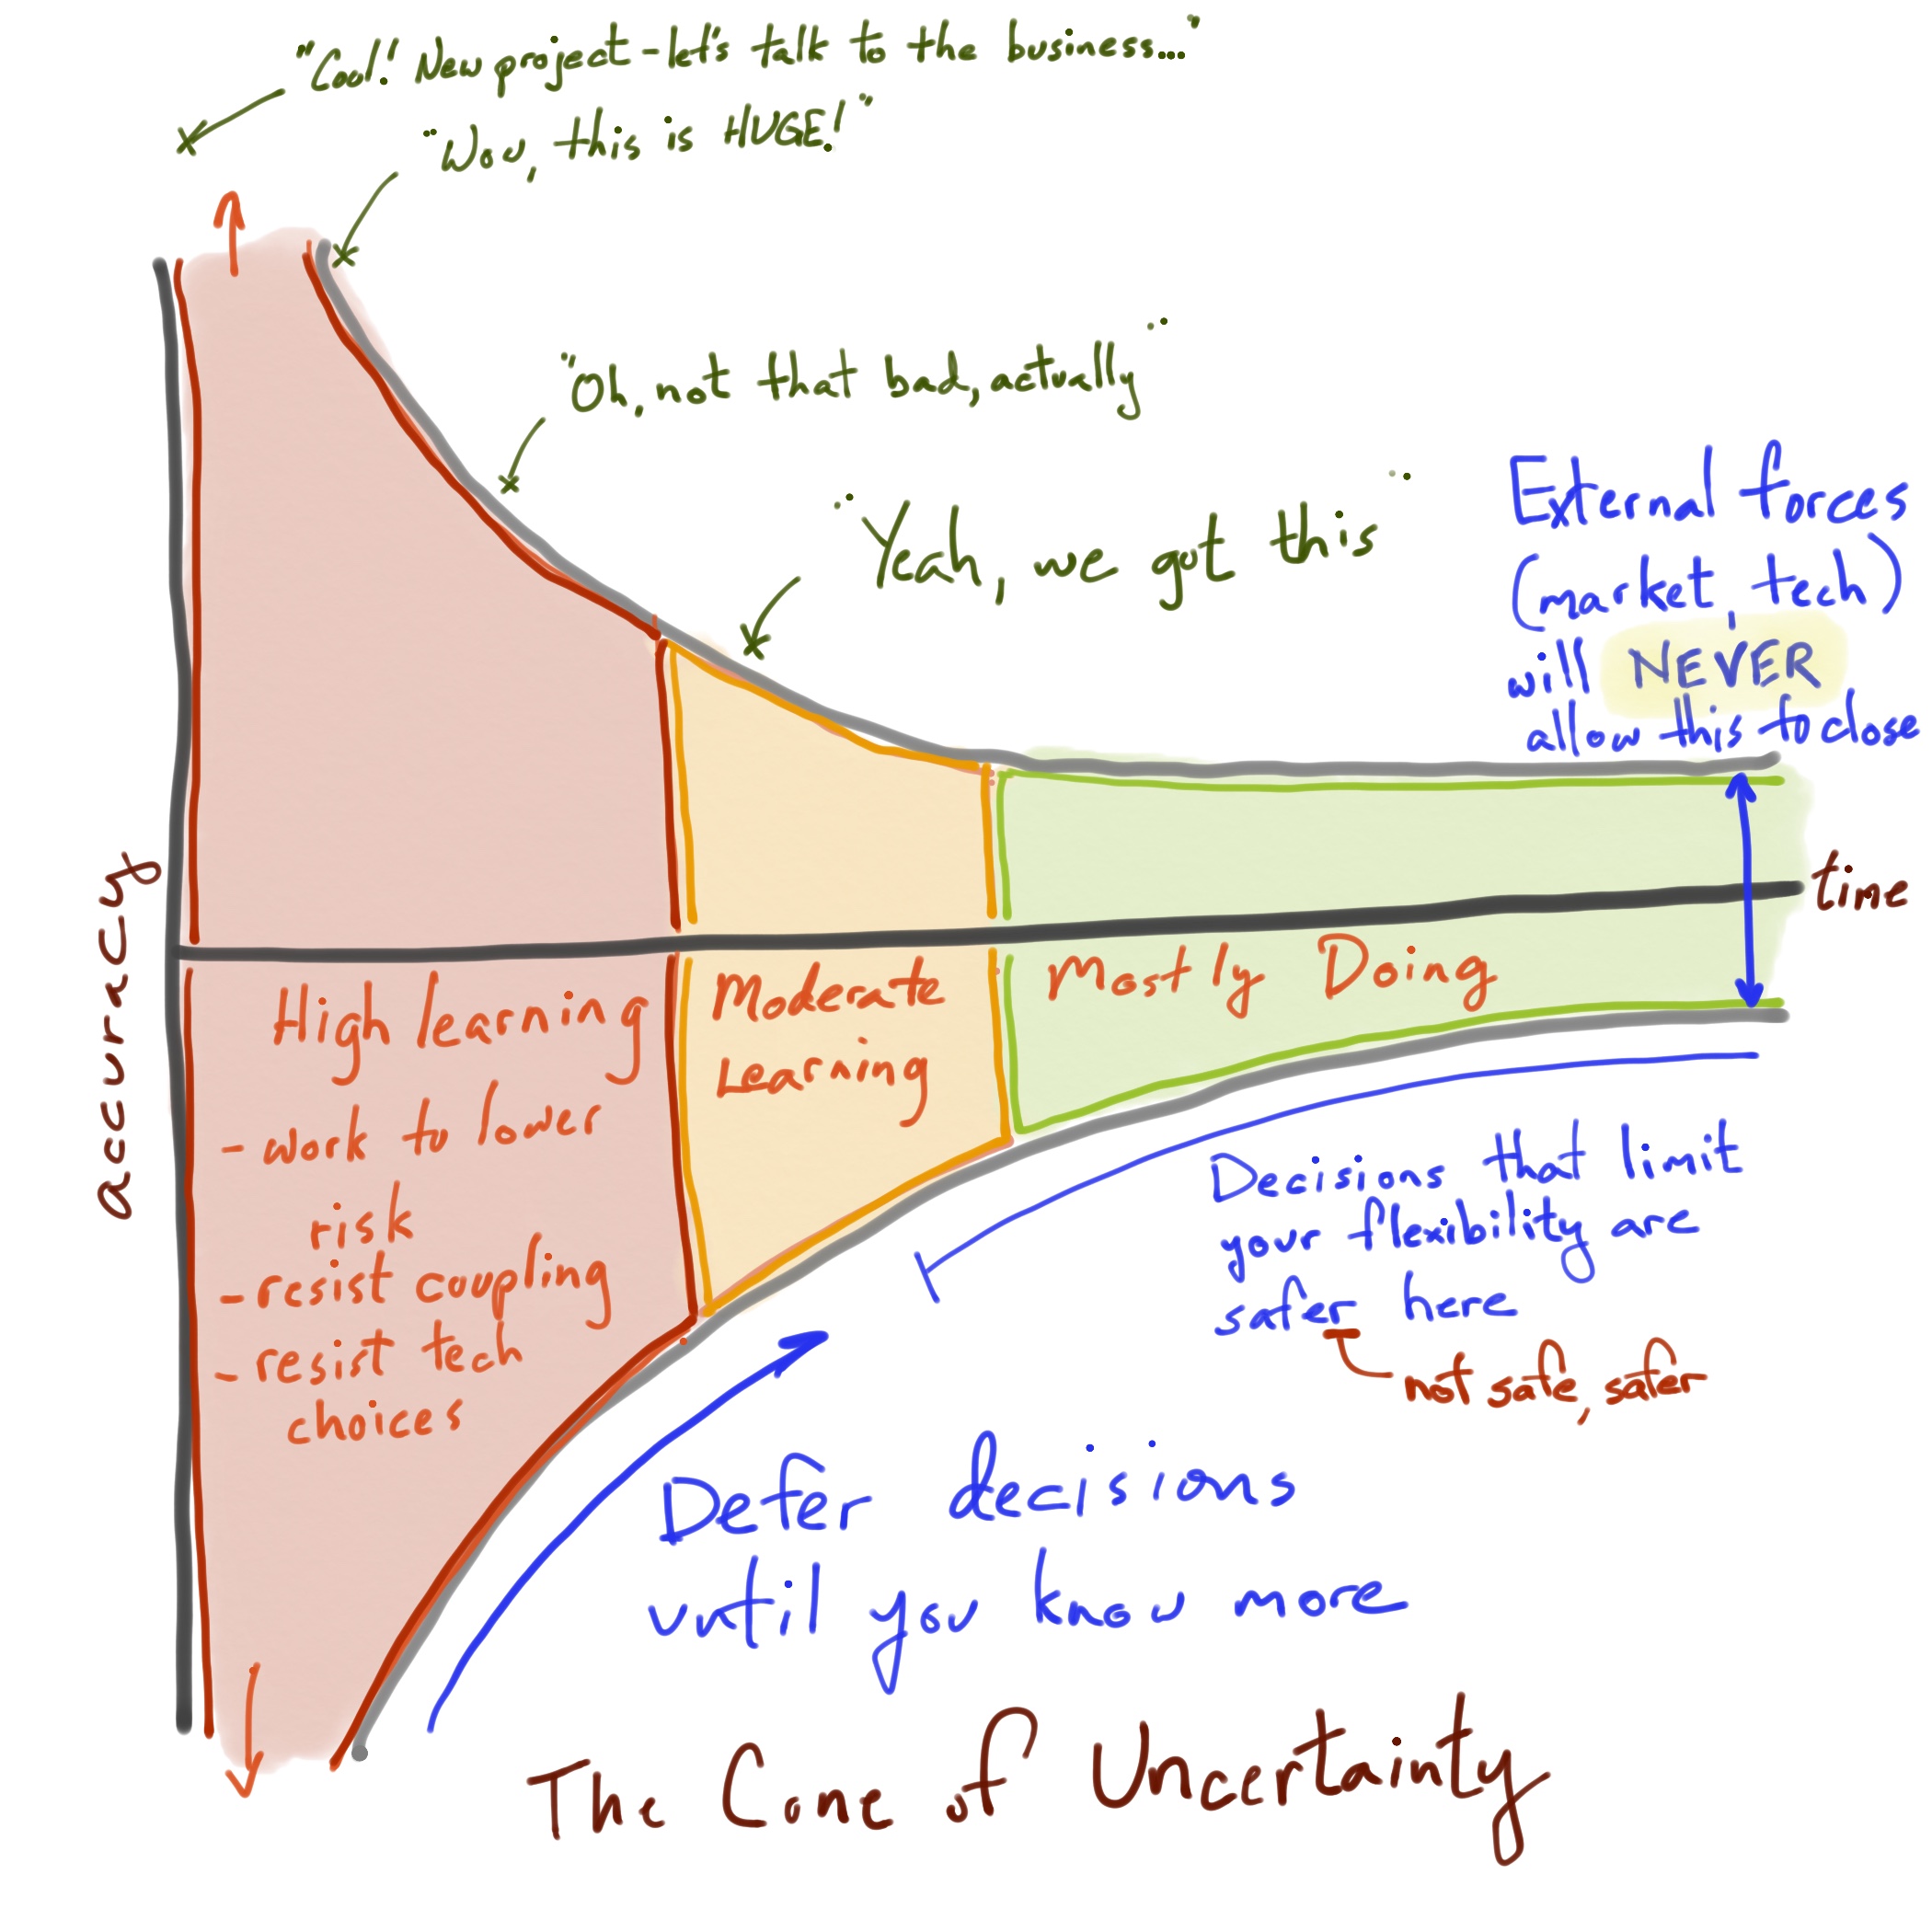 "Cool! New project - let's talk to the business..."
"Wow, this is HUGE!"
"Oh, not that bad, actually"
"Yeah, we got this"
External forces
(market, tech)
will NEVER
allow this to close
accuracy
time
High learning
- work to lower
risk
- resist coupling
- resist tech
choices
Moderate
Learning
Mostly Doing
Decisions that limit
your flexibility are
safer here
not safe, safer
Defer decisions
until you know more
The Cone of Uncertainty